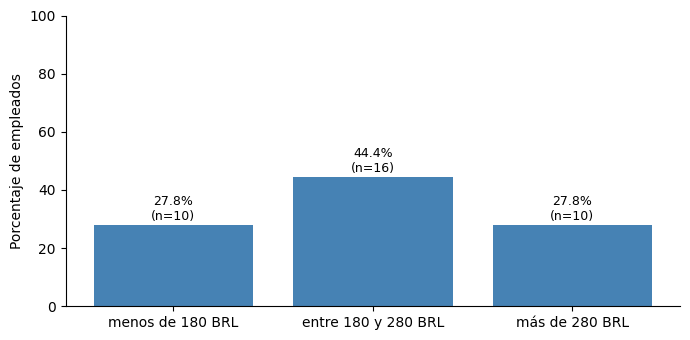 100
80
60
40
20
0
Porcentaje de empleados
27.8%
(n=10)
44.4%
(n=16)
27.8%
(n=10)
menos de 180 BRL
entre 180 y 280 BRL
más de 280 BRL